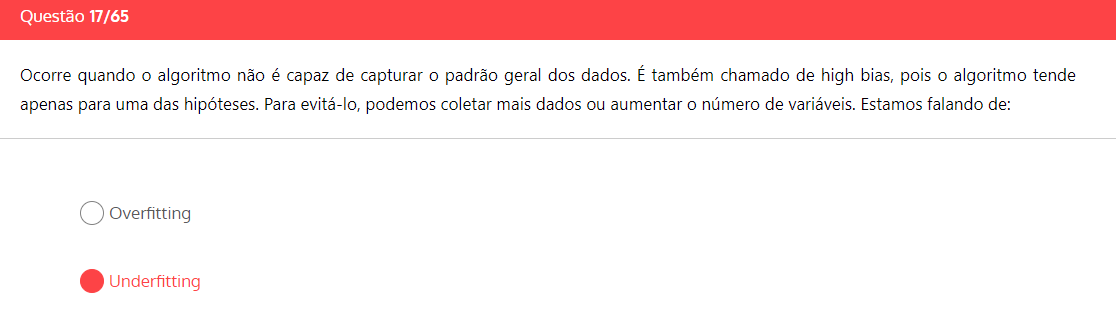 Questão 17/65
Ocorre quando o algoritmo não é capaz de capturar o padrão geral dos dados. É também chamado de high bias, pois o algoritmo tende
apenas para uma das hipóteses. Para evitá-lo, podemos coletar mais dados ou aumentar o número de variáveis. Estamos falando de:
Overfitting
Underfitting